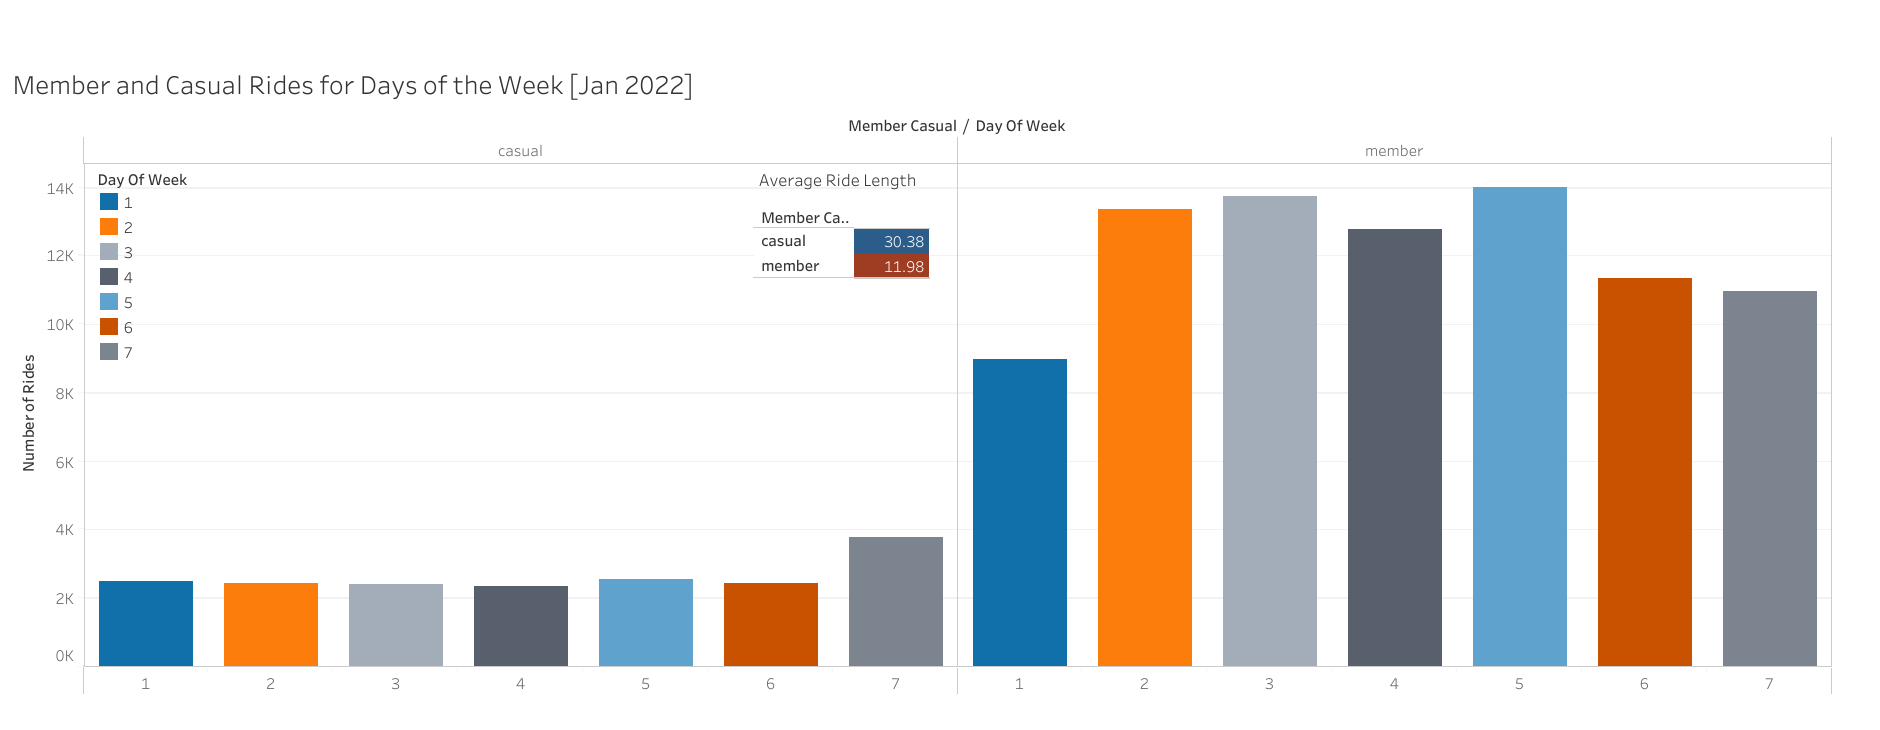 Member and Casual Rides for Days of the Week [Jan 2022]
Member Casual / Day Of Week
casual
member
Day Of Week
1
2
3
4
5
6
7
Average Ride Length
Member Ca..
casual 30.38
member 11.98
Number of Rides
14K
12K
10K
8K
6K
4K
2K
0K
1 2 3 4 5 6 7 1 2 3 4 5 6 7